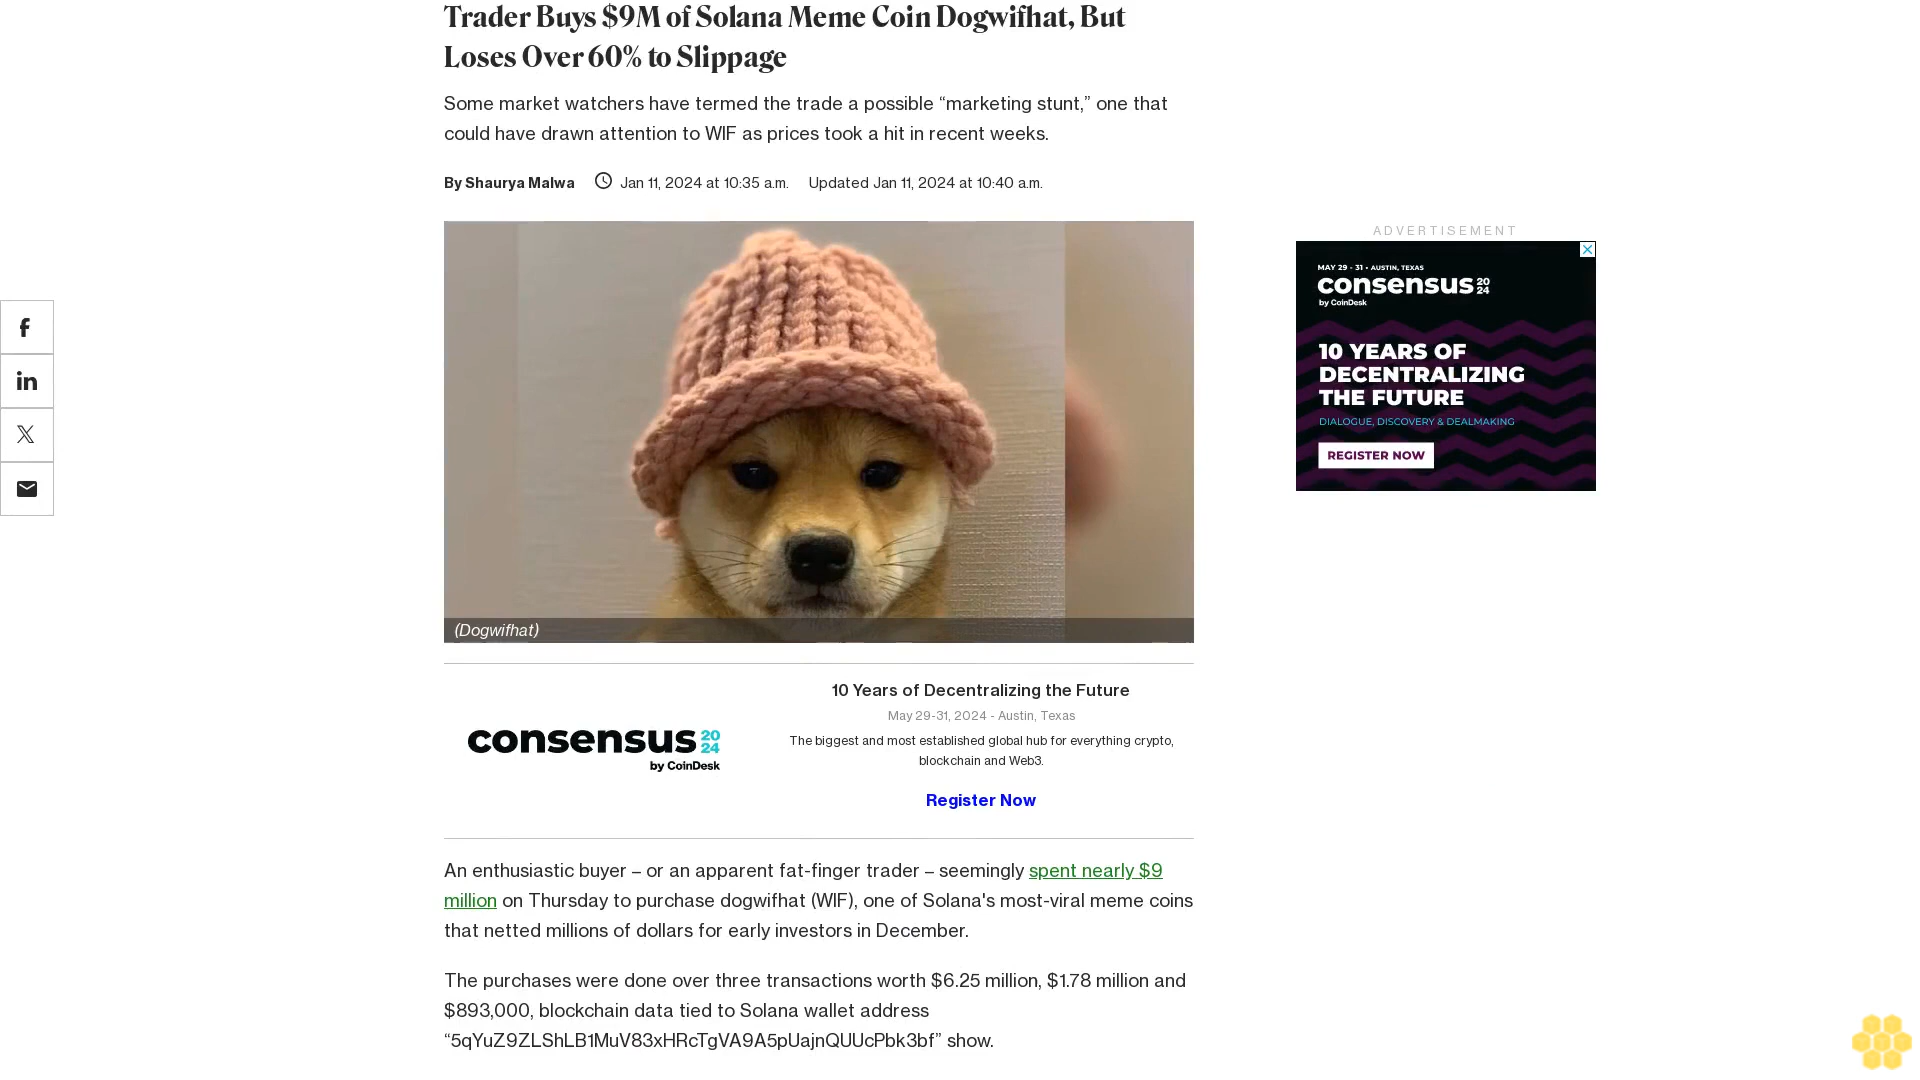 Trader Buys $9M of Solana Meme Coin Dogwifhat, But
Loses Over 60% to Slippage
Some market watchers have termed the trade a possible “marketing stunt,” one that
could have drawn attention to WIF as prices took a hit in recent weeks.
By Shaurya Malwa Jan 11, 2024 at 10:35 a.m. Updated Jan 11, 2024 at 10:40 a.m.
(Dogwifhat)
ADVERTISEMENT
MAY 29 - 31 • AUSTIN, TEXAS
consensus 2024
by CoinDesk
10 YEARS OF
DECENTRALIZING
THE FUTURE
DIALOGUE, DISCOVERY & DEALMAKING
REGISTER NOW
consensus 2024
by CoinDesk
10 Years of Decentralizing the Future
May 29-31, 2024 - Austin, Texas
The biggest and most established global hub for everything crypto,
blockchain and Web3.
Register Now
An enthusiastic buyer – or an apparent fat-finger trader – seemingly spent nearly $9
million on Thursday to purchase dogwifhat (WIF), one of Solana's most-viral meme coins
that netted millions of dollars for early investors in December.
The purchases were done over three transactions worth $6.25 million, $1.78 million and
$893,000, blockchain data tied to Solana wallet address
“5qYuZ9ZLShLB1MuV83xHRcTgVA9A5pUajnQUUcPbk3bf” show.